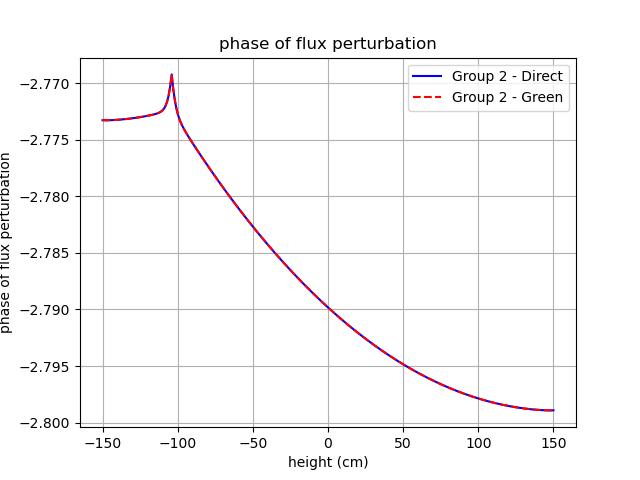 phase of flux perturbation
Group 2 - Direct
Group 2 - Green
−2.770
−2.775
−2.780
−2.785
−2.790
−2.795
−2.800
phase of flux perturbation
−150
−100
−50
0
50
100
150
height (cm)